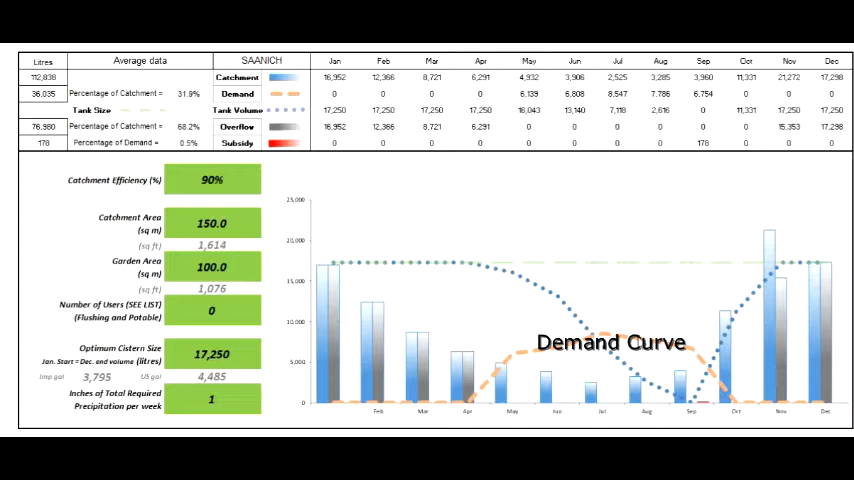 Litres Average data SAANICH Jan Feb Mar Apr May Jun Jul Aug Sep Oct Nov Dec
112,838 Catchment 16,952 12,366 8,721 6,291 4,932 3,906 2,525 3,285 3,960 11,331 21,272 17,298
36,035 Percentage of Catchment = 31.9% Demand 0 0 0 0 6,139 6,808 8,547 7,786 6,754 0 0 0
Tank Size Tank Volume 17,250 17,250 17,250 17,250 16,043 13,140 7,118 2,616 0 11,331 17,250 17,250
76,980 Percentage of Catchment = 68.2% Overflow 16,952 12,366 8,721 6,291 0 0 0 0 0 0 15,353 17,298
178 Percentage of Demand = 0.5% Subsidy 0 0 0 0 0 0 0 0 178 0 0 0
Catchment Efficiency (%) 90%
Catchment Area
(sq m) 150.0
(sq ft) 1,614
Garden Area
(sq m) 100.0
(sq ft) 1,076
Number of Users (SEE LIST)
(Flushing and Potable) 0
Optimum Cistern Size
Jan. Start = Dec. end volume (litres) 17,250
Imp gal 3,795 US gal 4,485
Inches of Total Required
Precipitation per week 1
25,000
20,000
15,000
10,000
5,000
0
Demand Curve
Feb Mar Apr May Jun Jul Aug Sep Oct Nov Dec